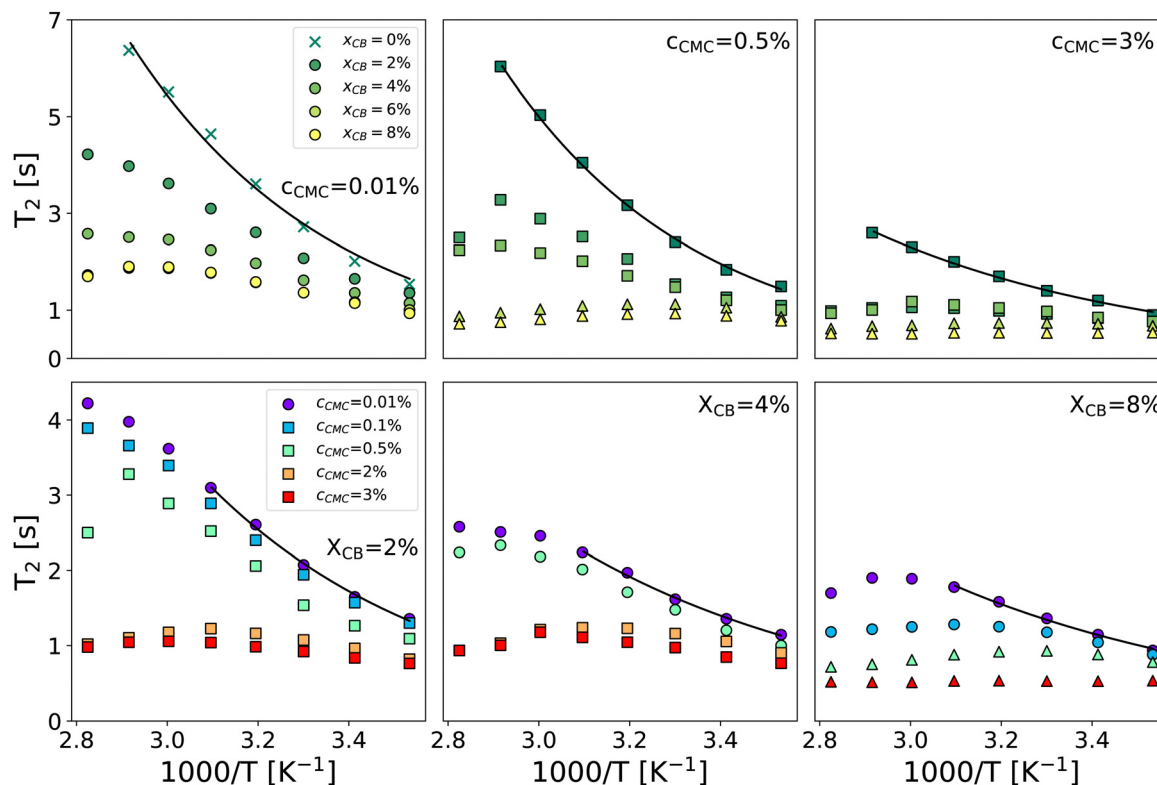 7
5
3
1
0
T₂ [s]
x_CB = 0%
x_CB = 2%
x_CB = 4%
x_CB = 6%
x_CB = 8%
c_CMC=0.01%
c_CMC=0.5%
c_CMC=3%
4
3
2
1
0
T₂ [s]
c_CMC=0.01%
c_CMC=0.1%
c_CMC=0.5%
c_CMC=2%
c_CMC=3%
X_CB=2%
X_CB=4%
X_CB=8%
2.8 3.0 3.2 3.4
2.8 3.0 3.2 3.4
2.8 3.0 3.2 3.4
1000/T [K⁻¹]
1000/T [K⁻¹]
1000/T [K⁻¹]